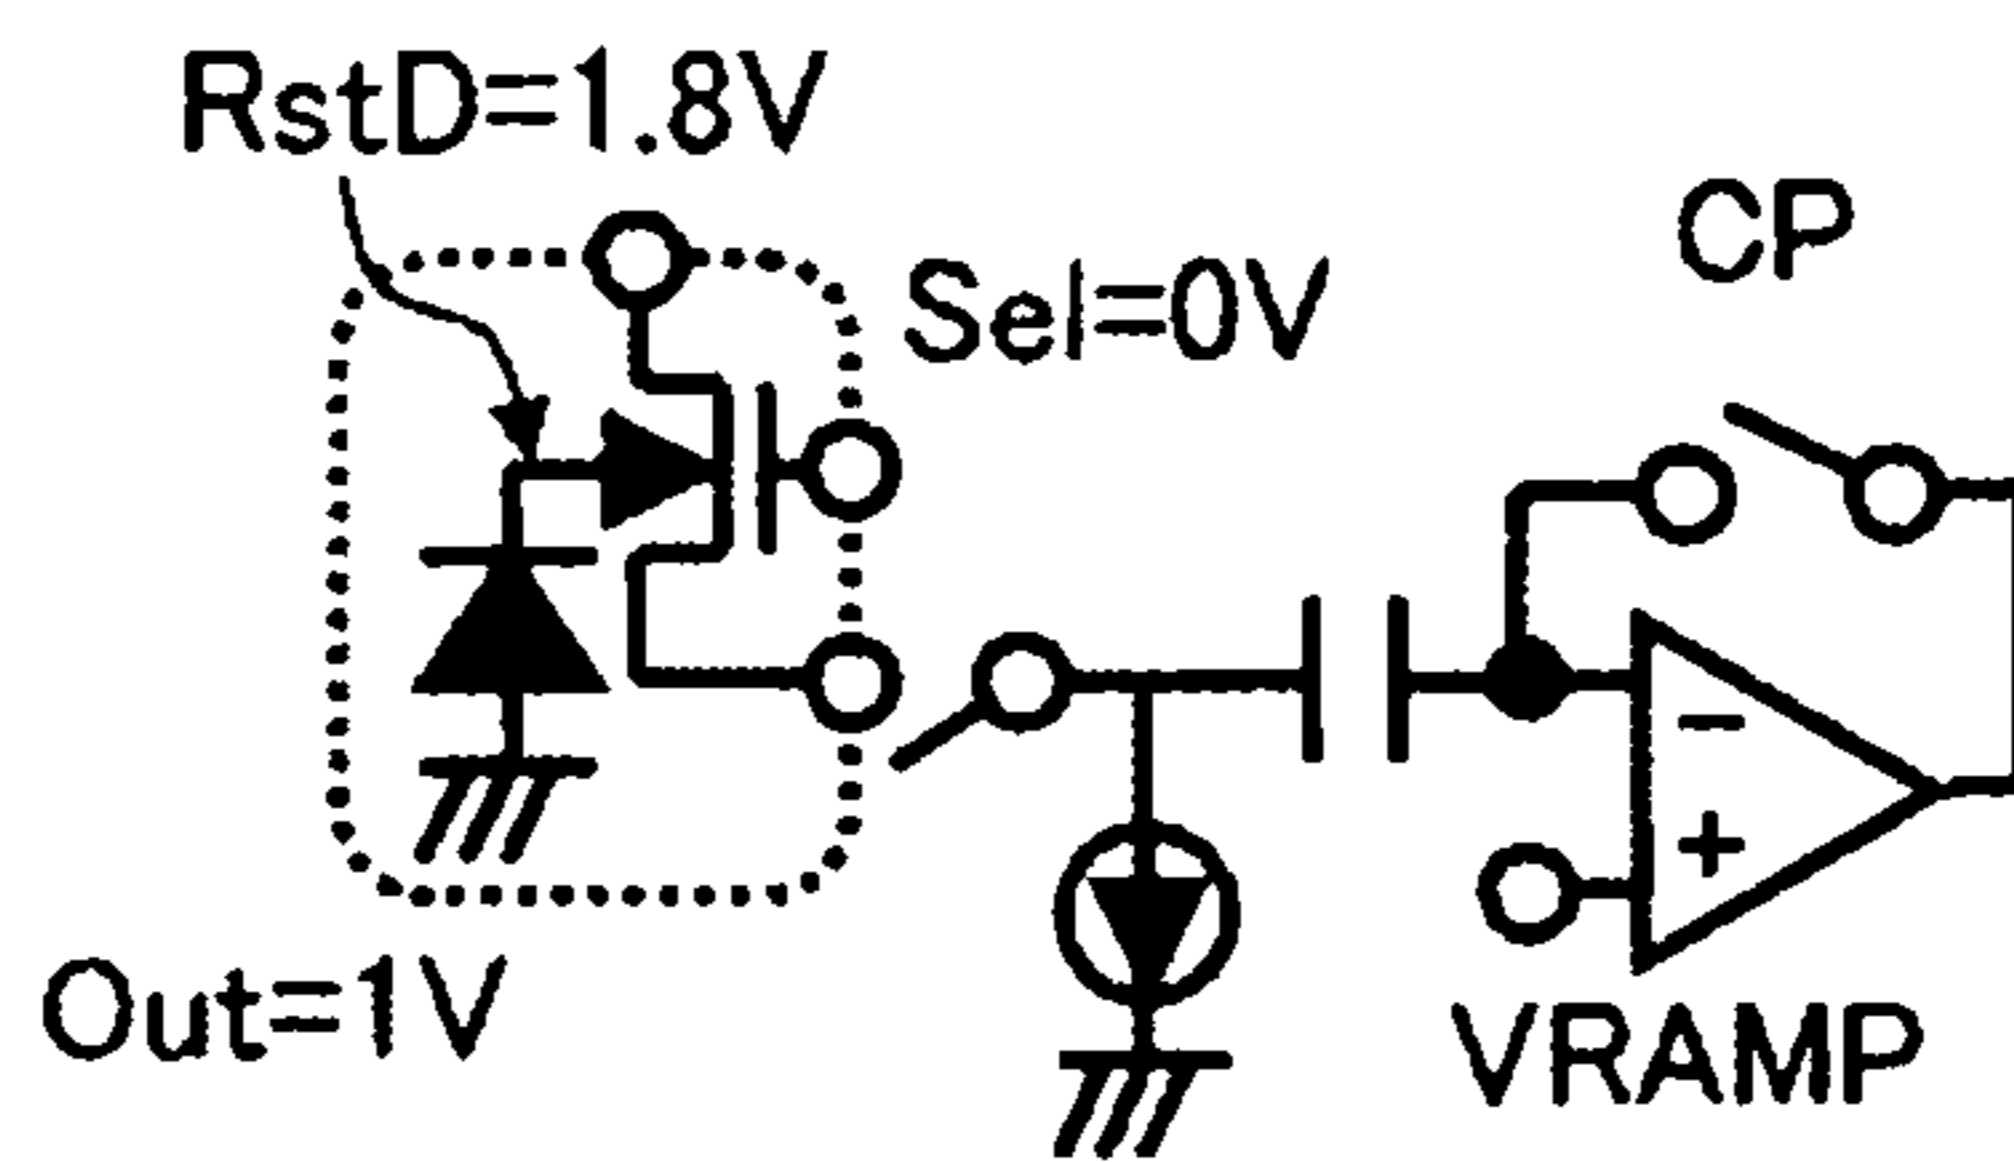 RstD=1.8V
CP
Sel=0V
−
+
Out=1V
VRAMP